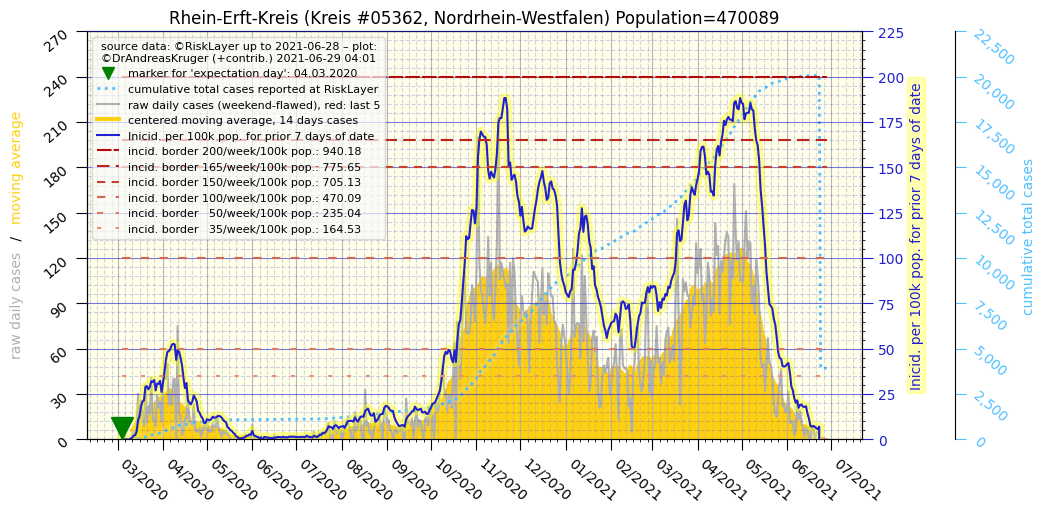 Rhein-Erft-Kreis (Kreis #05362, Nordrhein-Westfalen) Population=470089
source data: ©RiskLayer up to 2021-06-28 – plot:
©DrAndreasKruger (+contrib.) 2021-06-29 04:01
marker for 'expectation day': 04.03.2020
cumulative total cases reported at RiskLayer
raw daily cases (weekend-flawed), red: last 5
centered moving average, 14 days cases
Inicid. per 100k pop. for prior 7 days of date
incid. border 200/week/100k pop.: 940.18
incid. border 165/week/100k pop.: 775.65
incid. border 150/week/100k pop.: 705.13
incid. border 100/week/100k pop.: 470.09
incid. border   50/week/100k pop.: 235.04
incid. border   35/week/100k pop.: 164.53
raw daily cases / moving average
270
240
210
180
150
120
90
60
30
0
03/2020
04/2020
05/2020
06/2020
07/2020
08/2020
09/2020
10/2020
11/2020
12/2020
01/2021
02/2021
03/2021
04/2021
05/2021
06/2021
07/2021
225
200
175
150
125
100
75
50
25
0
Inicid. per 100k pop. for prior 7 days of date
22,500
20,000
17,500
15,000
12,500
10,000
7,500
5,000
2,500
0
cumulative total cases